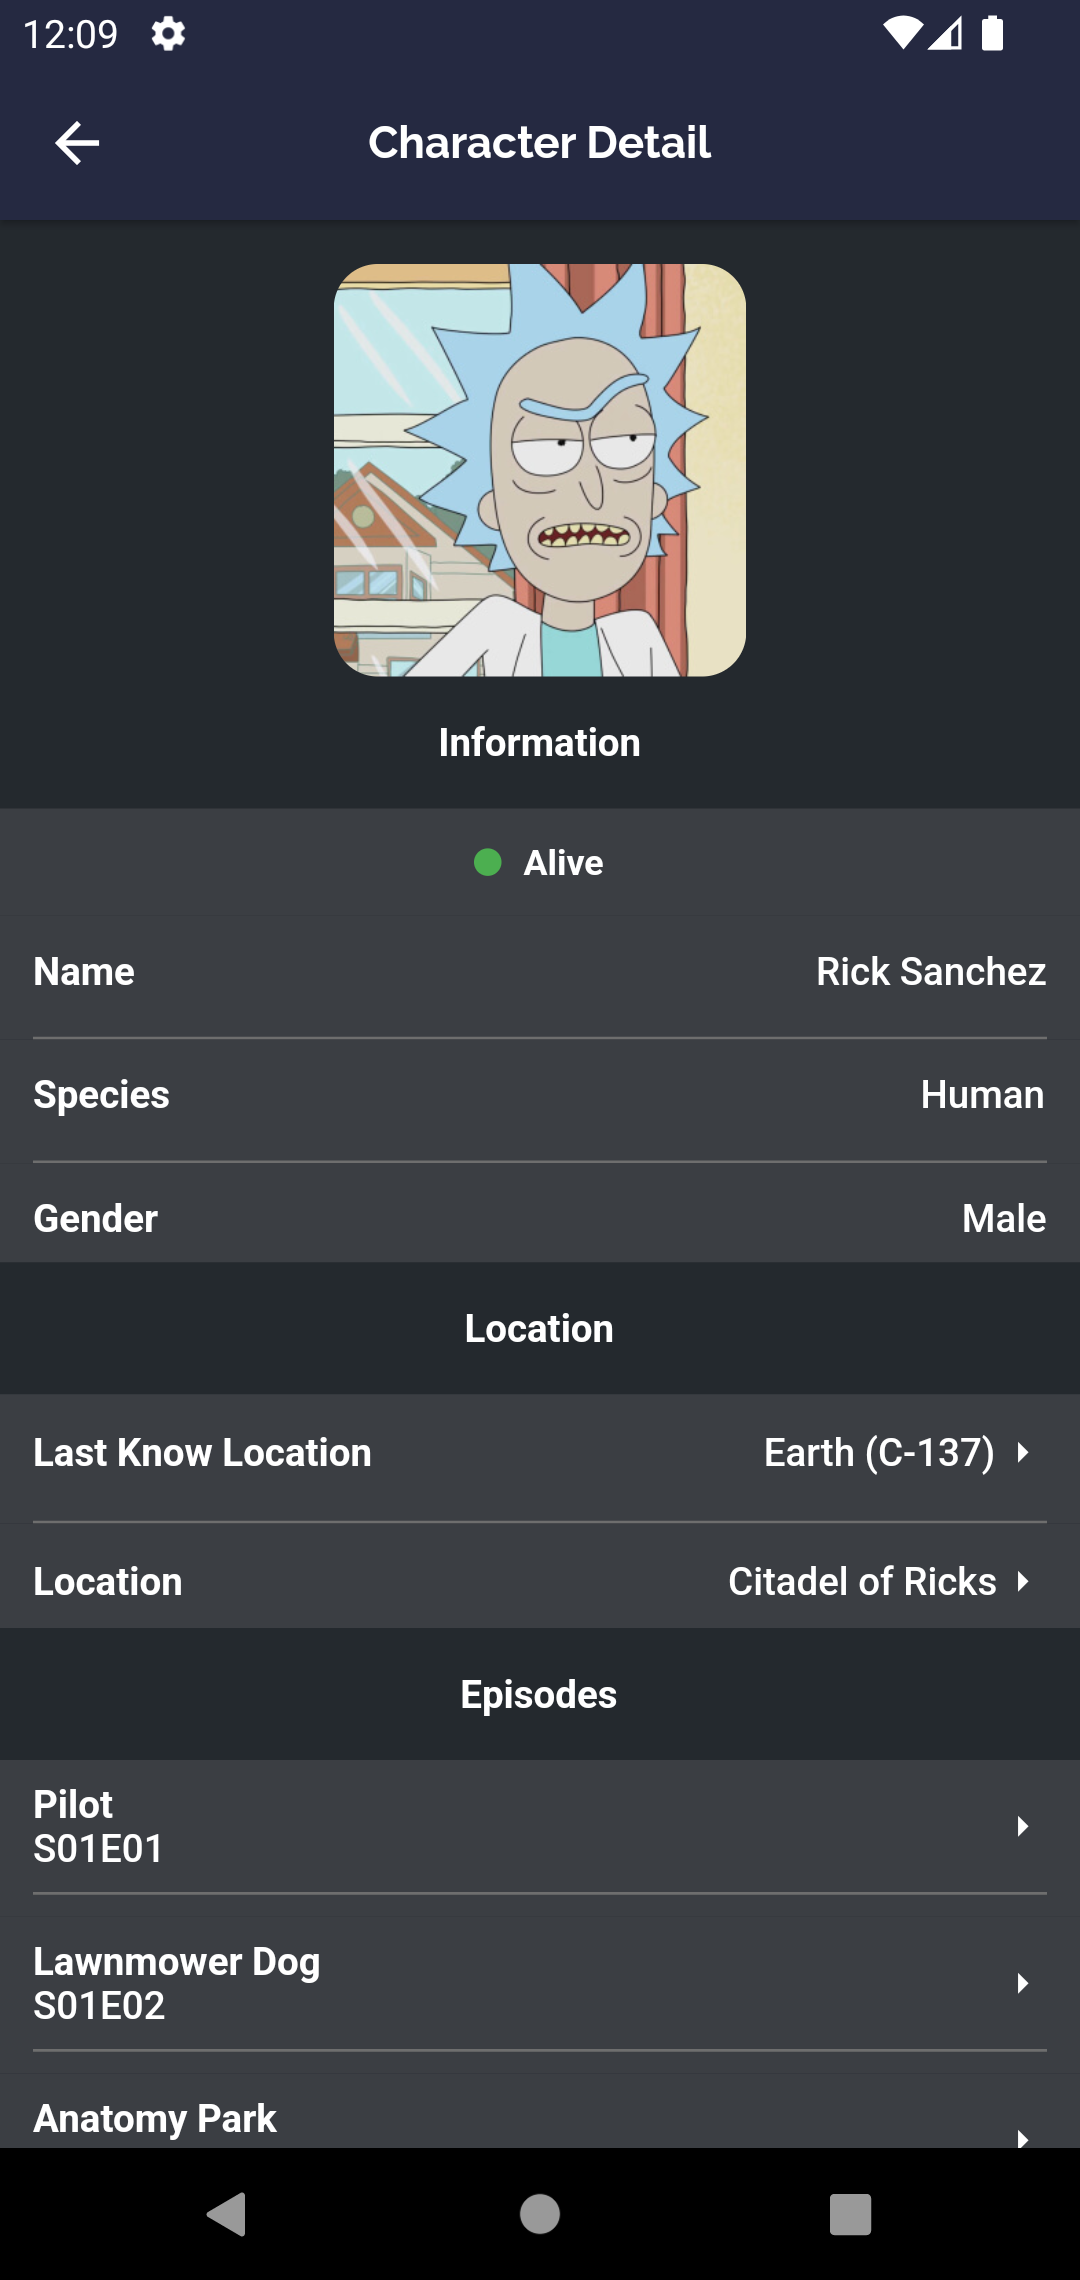 12:09
Character Detail
Information
Alive
Name Rick Sanchez
Species Human
Gender Male
Location
Last Know Location Earth (C-137)
Location Citadel of Ricks
Episodes
Pilot
S01E01
Lawnmower Dog
S01E02
Anatomy Park